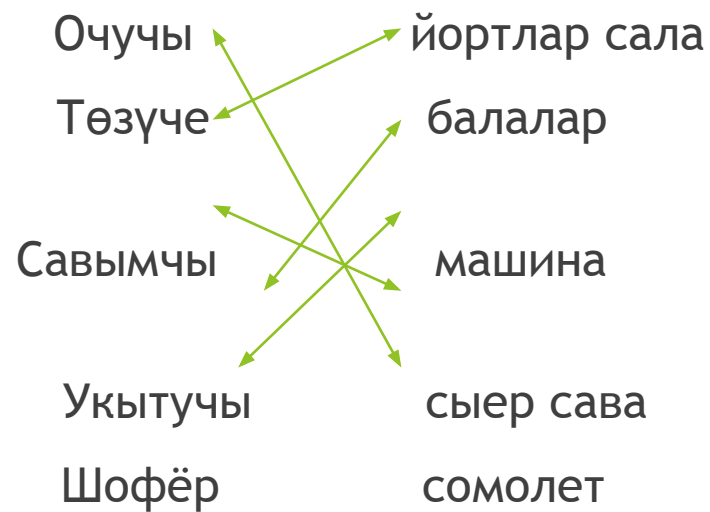 Очучы йортлар сала
Төзүче балалар
Савымчы машина
Укытучы сыер сава
Шофёр сомолет